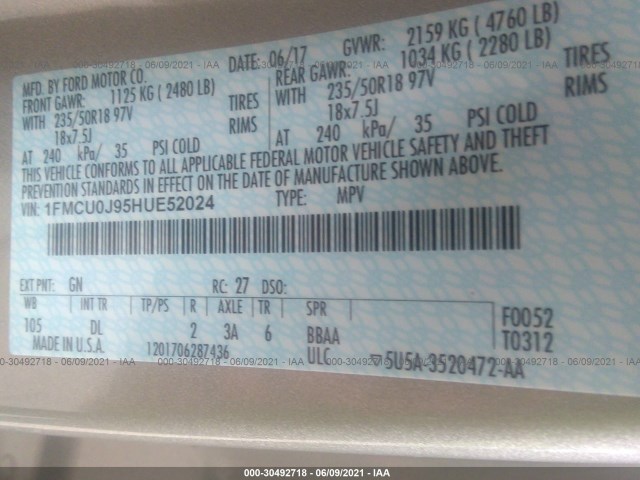 MFD. BY FORD MOTOR CO. DATE: 06/17 GVWR: 2159 KG ( 4760 LB)
FRONT GAWR: 1125 KG ( 2480 LB) REAR GAWR: 1034 KG ( 2280 LB)
WITH 235/50R18 97V TIRES WITH 235/50R18 97V TIRES
18x7.5J RIMS 18x7.5J RIMS
AT 240 kPa/ 35 PSI COLD AT 240 kPa/ 35 PSI COLD
THIS VEHICLE CONFORMS TO ALL APPLICABLE FEDERAL MOTOR VEHICLE SAFETY AND THEFT
PREVENTION STANDARDS IN EFFECT ON THE DATE OF MANUFACTURE SHOWN ABOVE.
VIN: 1FMCU0J95HUE52024 TYPE: MPV
EXT PNT: GN RC: 27 DSO:
WB INT TR TP/PS R AXLE TR SPR F0052
105 DL 2 3A 6 BBAA T0312
MADE IN U.S.A. 1201706287436 ULC 5U5A-3520472-AA
000-30492718 - 06/09/2021 - IAA